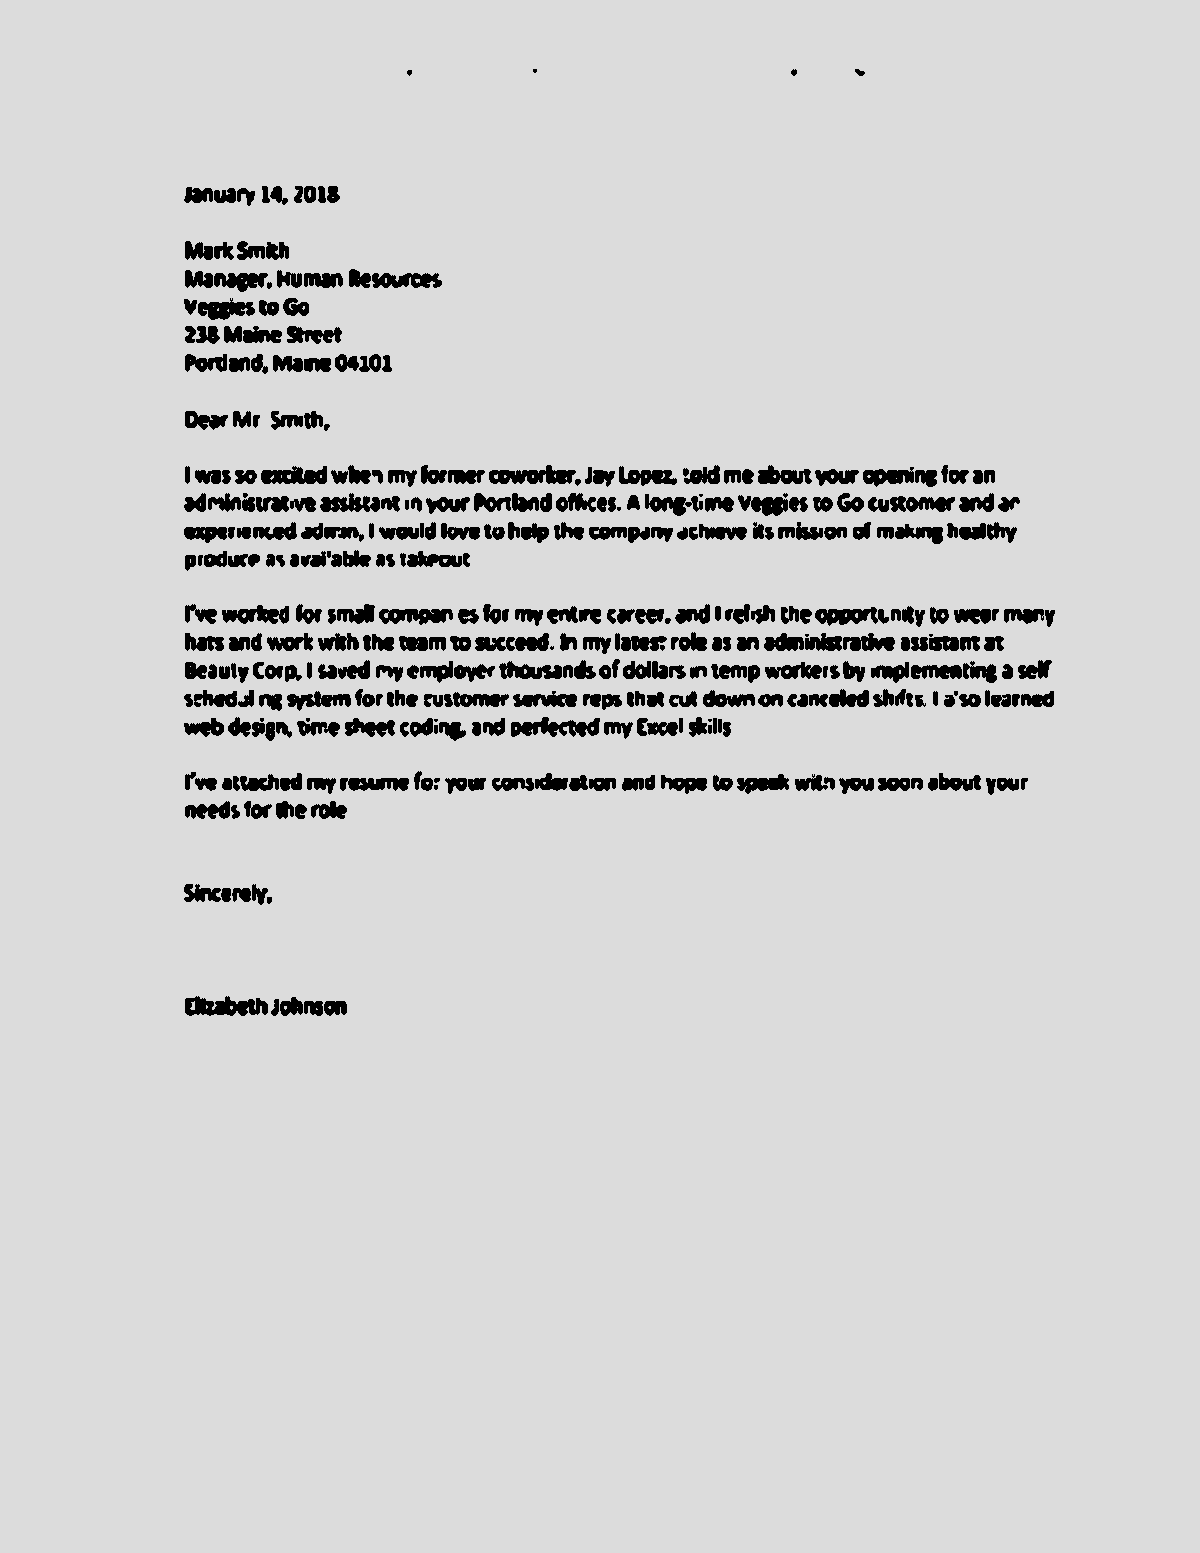 January 14, 2018
Mark Smith
Manager, Human Resources
Veggies to Go
238 Maine Street
Portland, Maine 04101
Dear Mr Smith,
I was so excited when my former coworker, Jay Lopez, told me about your opening for an
administrative assistant in your Portland offices. A long-time Veggies to Go customer and an
experienced admin, I would love to help the company achieve its mission of making healthy
produce as available as takeout
I've worked for small companies for my entire career, and I relish the opportunity to wear many
hats and work with the team to succeed. In my latest role as an administrative assistant at
Beauty Corp, I saved my employer thousands of dollars in temp workers by implementing a self
scheduling system for the customer service reps that cut down on canceled shifts. I also learned
web design, time sheet coding, and perfected my Excel skills
I've attached my resume for your consideration and hope to speak with you soon about your
needs for the role
Sincerely,
Elizabeth Johnson